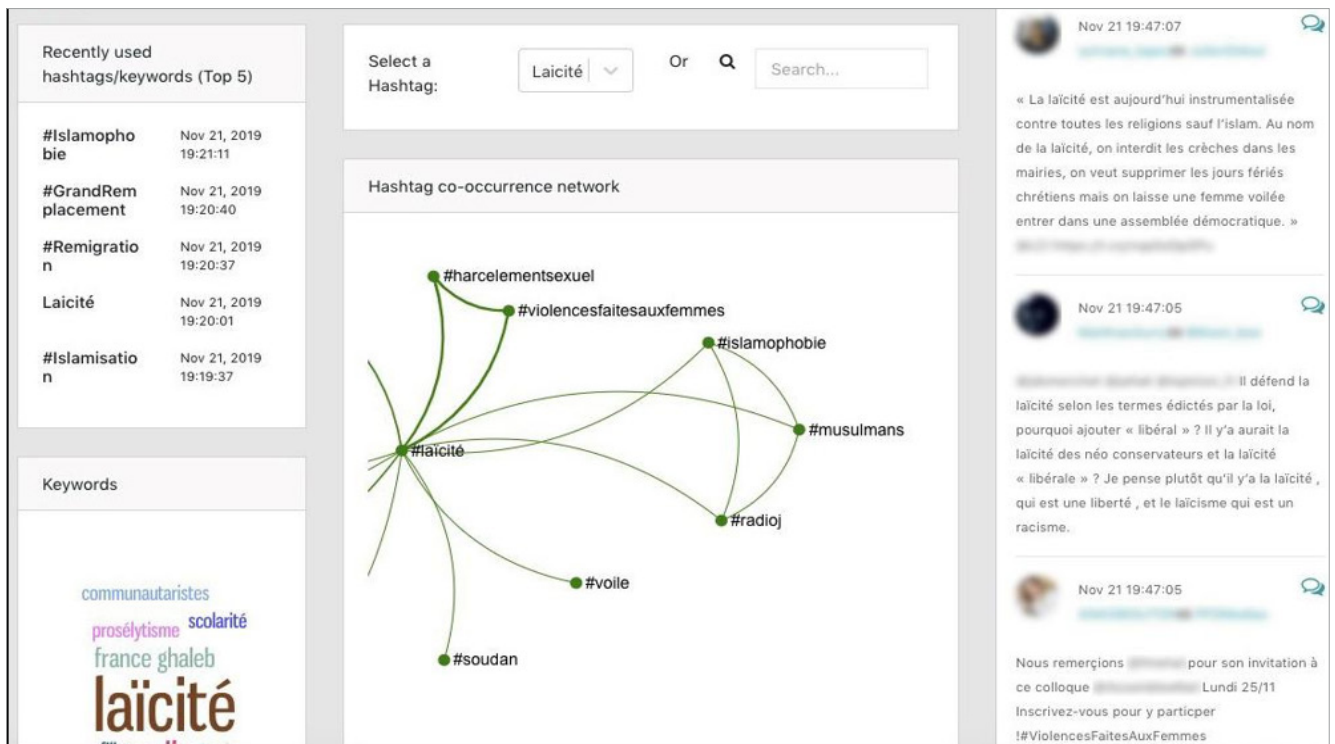 Recently used
hashtags/keywords (Top 5)
#Islamopho
bie
Nov 21, 2019
19:21:11
#GrandRem
placement
Nov 21, 2019
19:20:40
#Remigratio
n
Nov 21, 2019
19:20:37
Laicité
Nov 21, 2019
19:20:01
#Islamisatio
n
Nov 21, 2019
19:19:37
Keywords
communautaristes
prosélytisme
scolarité
france ghaleb
laïcité
Select a
Hashtag:
Laicité
Or
Search...
Hashtag co-occurrence network
#harcelementsexuel
#violencesfaitesauxfemmes
#islamophobie
#musulmans
#laïcité
#radioj
#voile
#soudan
Nov 21 19:47:07
« La laïcité est aujourd'hui instrumentalisée
contre toutes les religions sauf l'islam. Au nom
de la laïcité, on interdit les crèches dans les
mairies, on veut supprimer les jours fériés
chrétiens mais on laisse une femme voilée
entrer dans une assemblée démocratique. »
Nov 21 19:47:05
Il défend la
laïcité selon les termes édictés par la loi,
pourquoi ajouter « libéral » ? Il y'a aurait la
laïcité des néo conservateurs et la laïcité
« libérale » ? Je pense plutôt qu'il y'a la laïcité ,
qui est une liberté , et le laïcisme qui est un
racisme.
Nov 21 19:47:05
Nous remerçions pour son invitation à
ce colloque Lundi 25/11
Inscrivez-vous pour y particper
!#ViolencesFaitesAuxFemmes